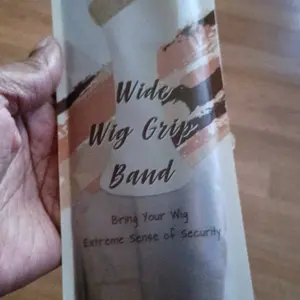 Wide
Wig Grip
Band
Bring Your Wig
Extreme Sense of Security